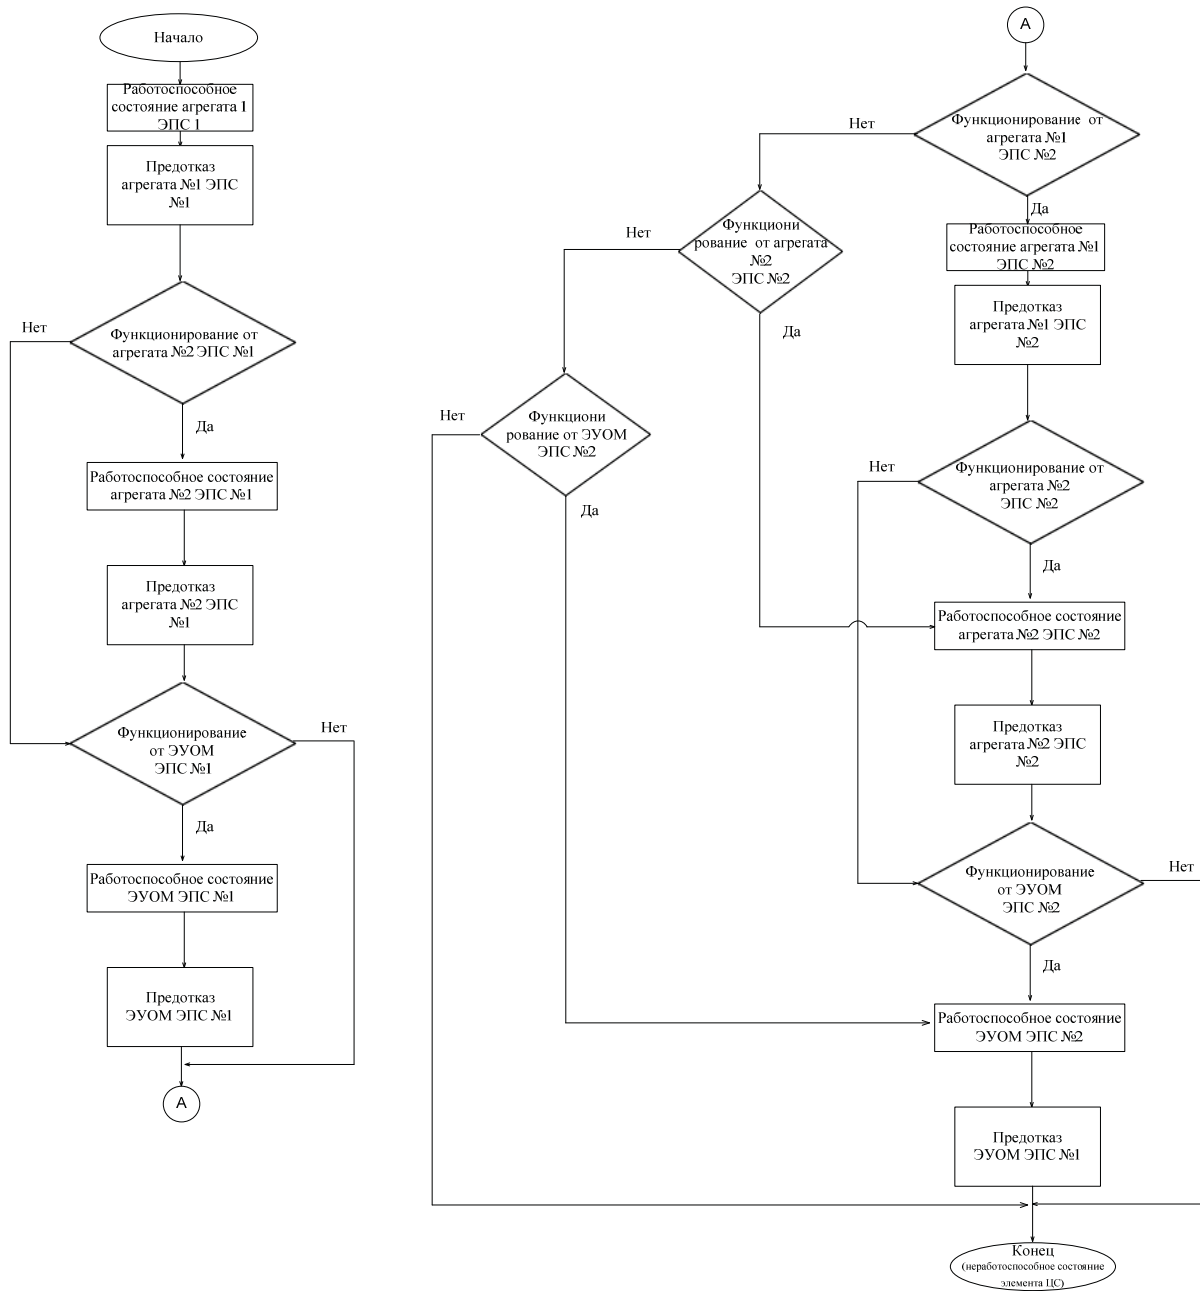 Начало
Работоспособное
состояние агрегата 1
ЭПС 1
Предотказ
агрегата №1 ЭПС
№1
Функционирование от
агрегата №2 ЭПС №1
Нет
Да
Работоспособное состояние
агрегата №2 ЭПС №1
Предотказ
агрегата №2 ЭПС
№1
Функционирование
от ЭУОМ
ЭПС №1
Нет
Да
Работоспособное состояние
ЭУОМ ЭПС №1
Предотказ
ЭУОМ ЭПС №1
А
А
Функционирование от
агрегата №1
ЭПС №2
Нет
Да
Функциони
рование от агрегата
№2
ЭПС №2
Нет
Да
Функциони
рование от ЭУОМ
ЭПС №2
Нет
Да
Работоспособное
состояние агрегата №1
ЭПС №2
Предотказ
агрегата №1 ЭПС
№2
Функционирование от
агрегата №2
ЭПС №2
Нет
Да
Работоспособное состояние
агрегата №2 ЭПС №2
Предотказ
агрегата №2 ЭПС
№2
Функционирование
от ЭУОМ
ЭПС №2
Нет
Да
Работоспособное состояние
ЭУОМ ЭПС №2
Предотказ
ЭУОМ ЭПС №1
Конец
(неработоспособное состояние
элемента ЦС)